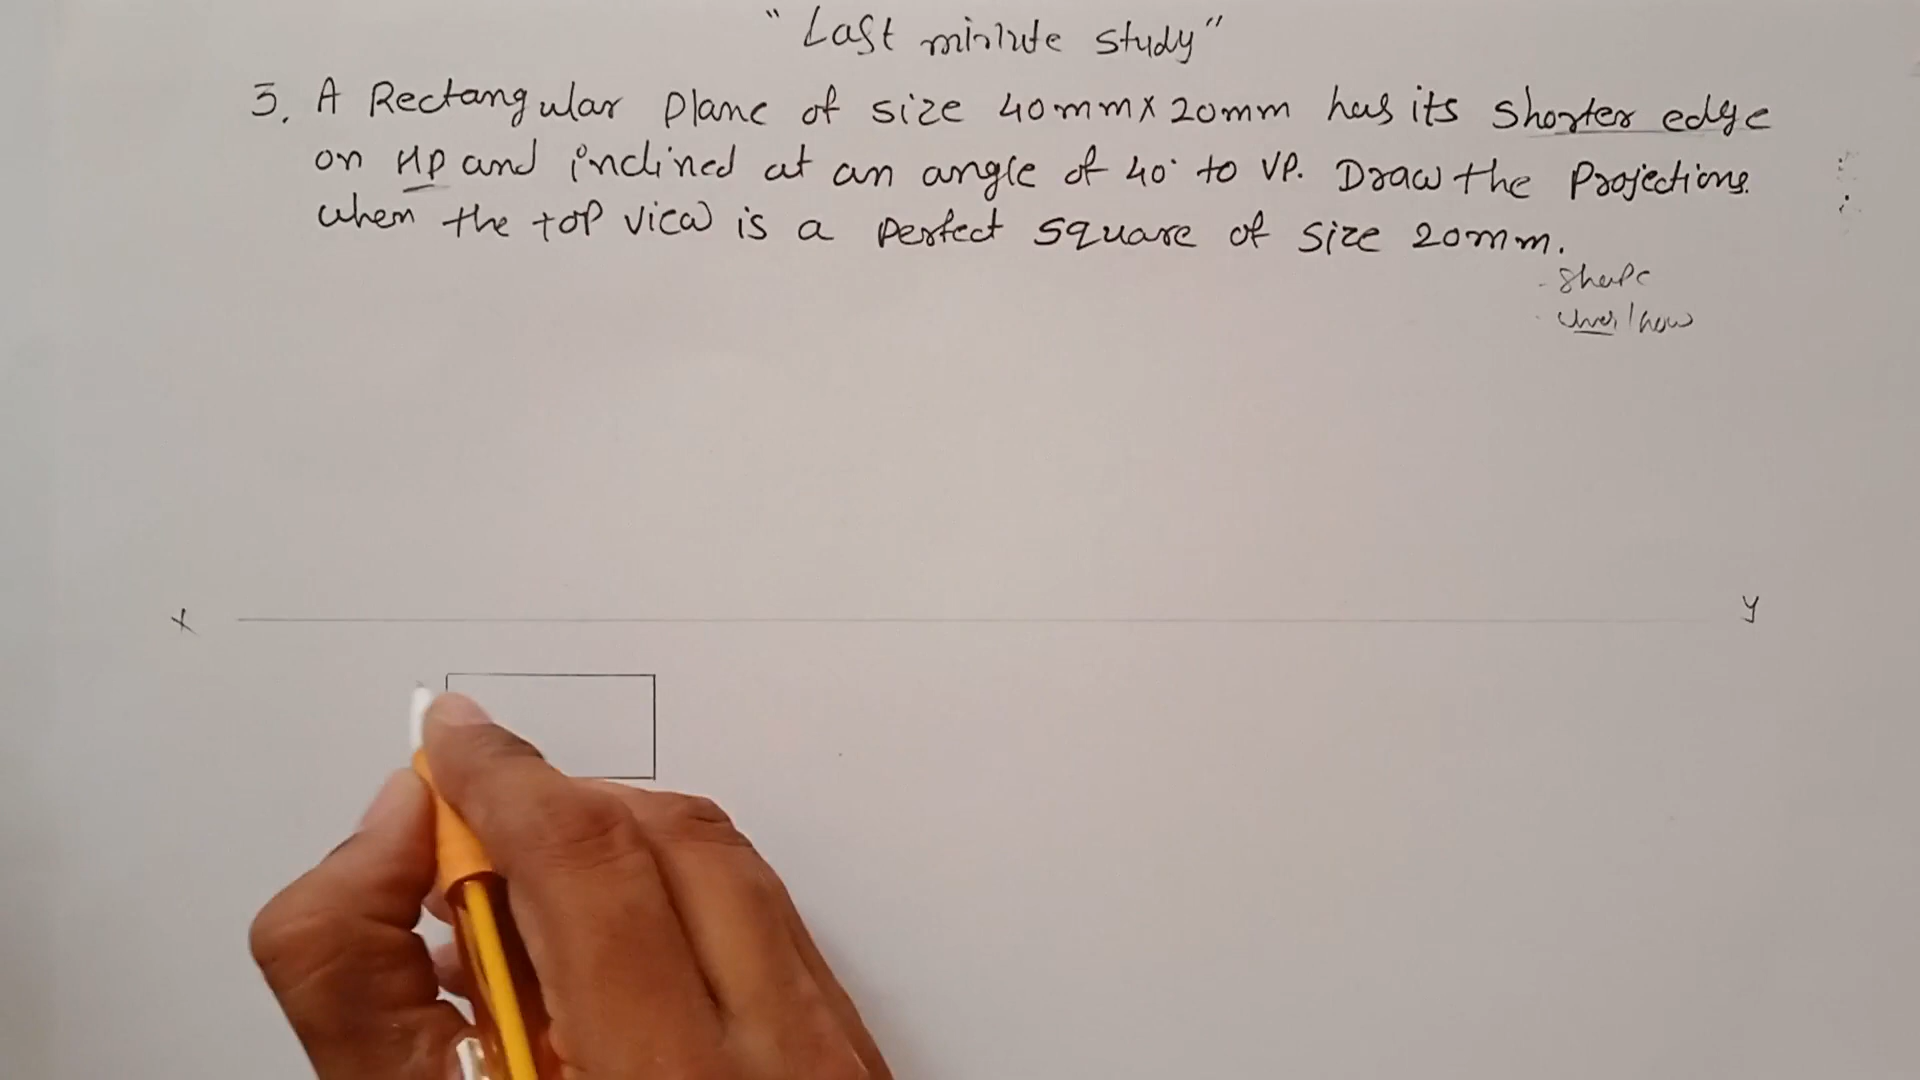 "Last minute study"
3. A Rectangular plane of size 40mm x 20mm has its shorter edge
on HP and inclined at an angle of 40° to VP. Draw the Projections.
when the top view is a perfect square of size 20mm.
- shape
/how
X
Y